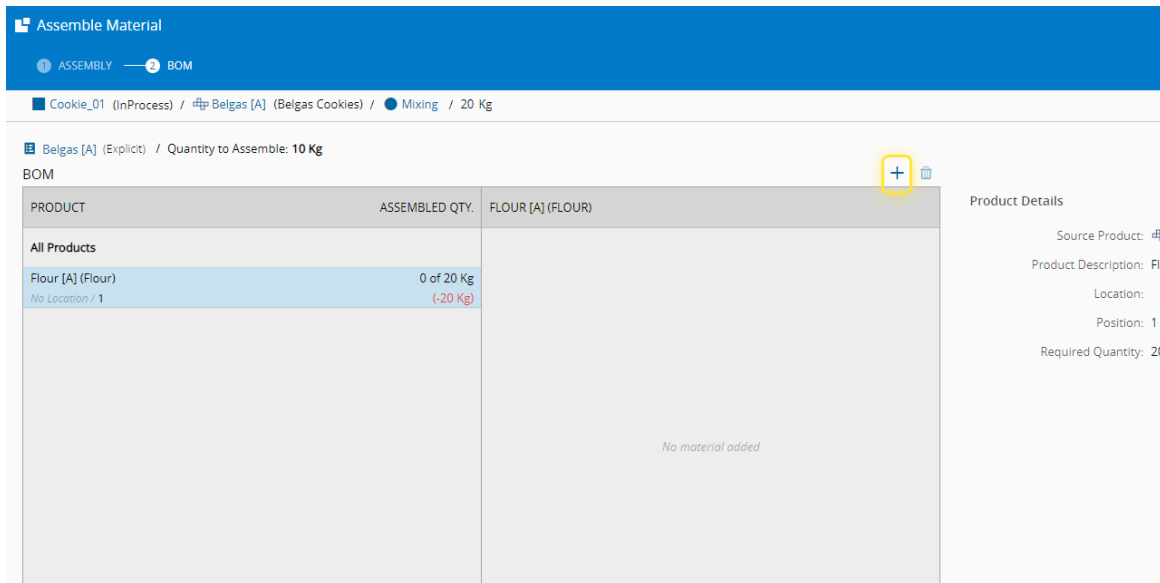 Assemble Material
1 ASSEMBLY 2 BOM
Cookie_01 (InProcess) / Belgas [A] (Belgas Cookies) / Mixing / 20 Kg
Belgas [A] (Explicit) / Quantity to Assemble: 10 Kg
BOM
PRODUCT ASSEMBLED QTY. FLOUR [A] (FLOUR)
All Products
Flour [A] (Flour) 0 of 20 Kg
No Location / 1 (-20 Kg)
No material added
Product Details
Source Product:
Product Description: Fl
Location:
Position: 1
Required Quantity: 20